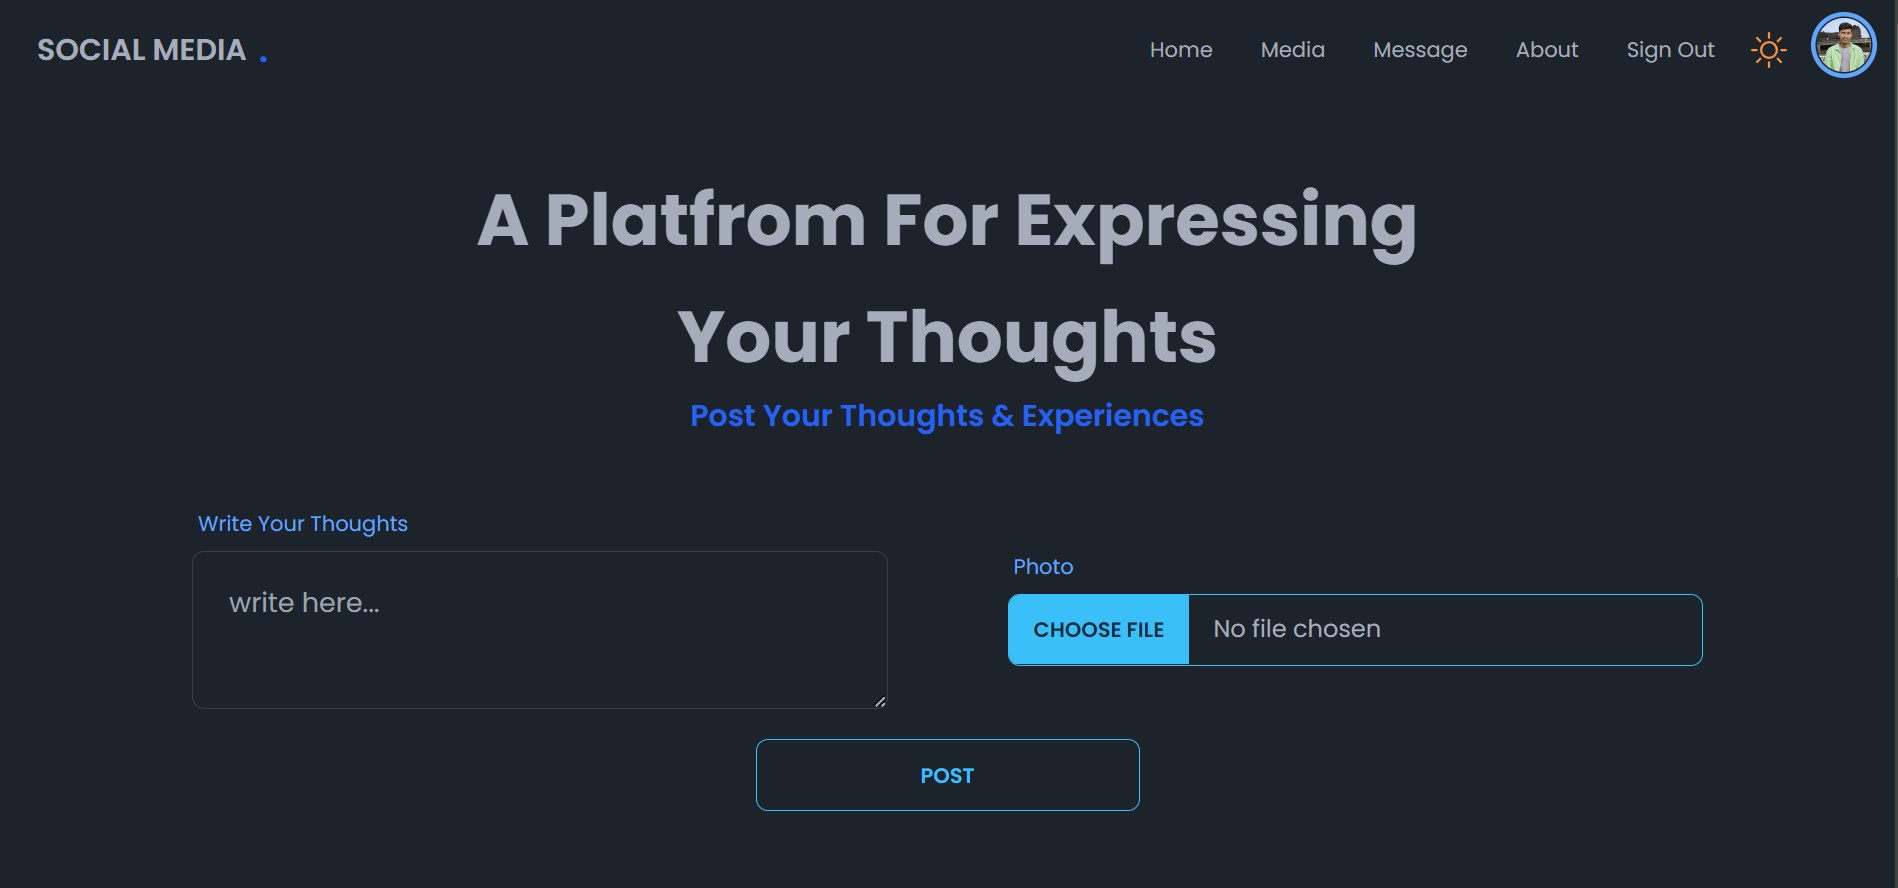 SOCIAL MEDIA .
Home Media Message About Sign Out
A Platfrom For Expressing
Your Thoughts
Post Your Thoughts & Experiences
Write Your Thoughts
write here...
Photo
CHOOSE FILE No file chosen
POST